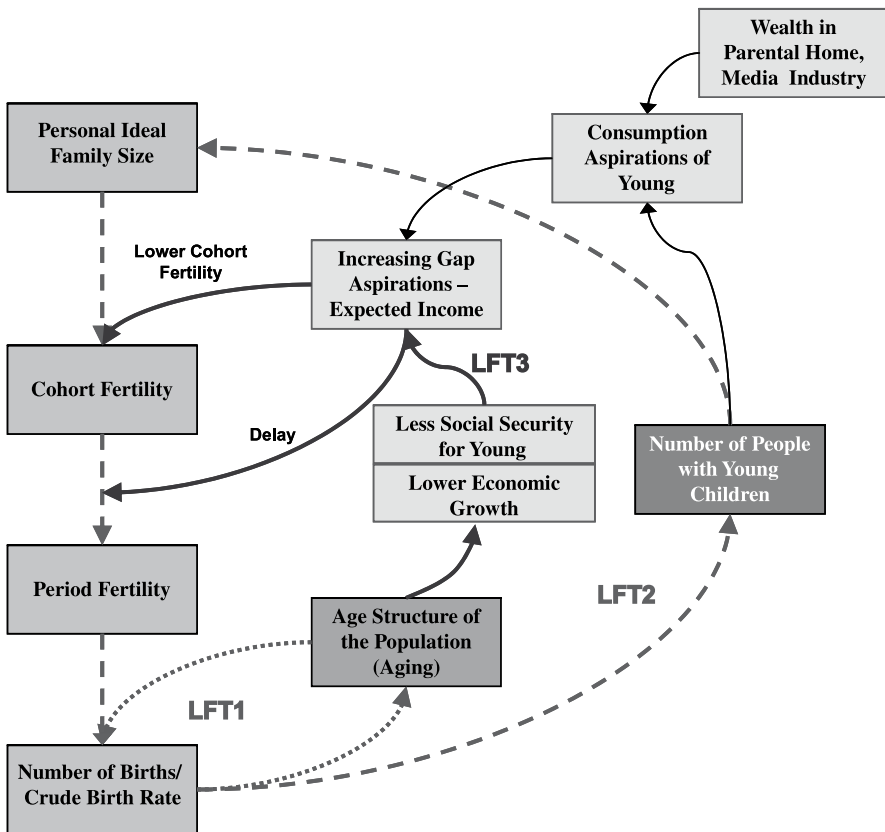 Wealth in
Parental Home,
Media Industry
Personal Ideal
Family Size
Consumption
Aspirations of
Young
Lower Cohort
Fertility
Increasing Gap
Aspirations –
Expected Income
LFT3
Cohort Fertility
Delay
Less Social Security
for Young
Lower Economic
Growth
Number of People
with Young
Children
Period Fertility
LFT2
Age Structure of
the Population
(Aging)
LFT1
Number of Births/
Crude Birth Rate